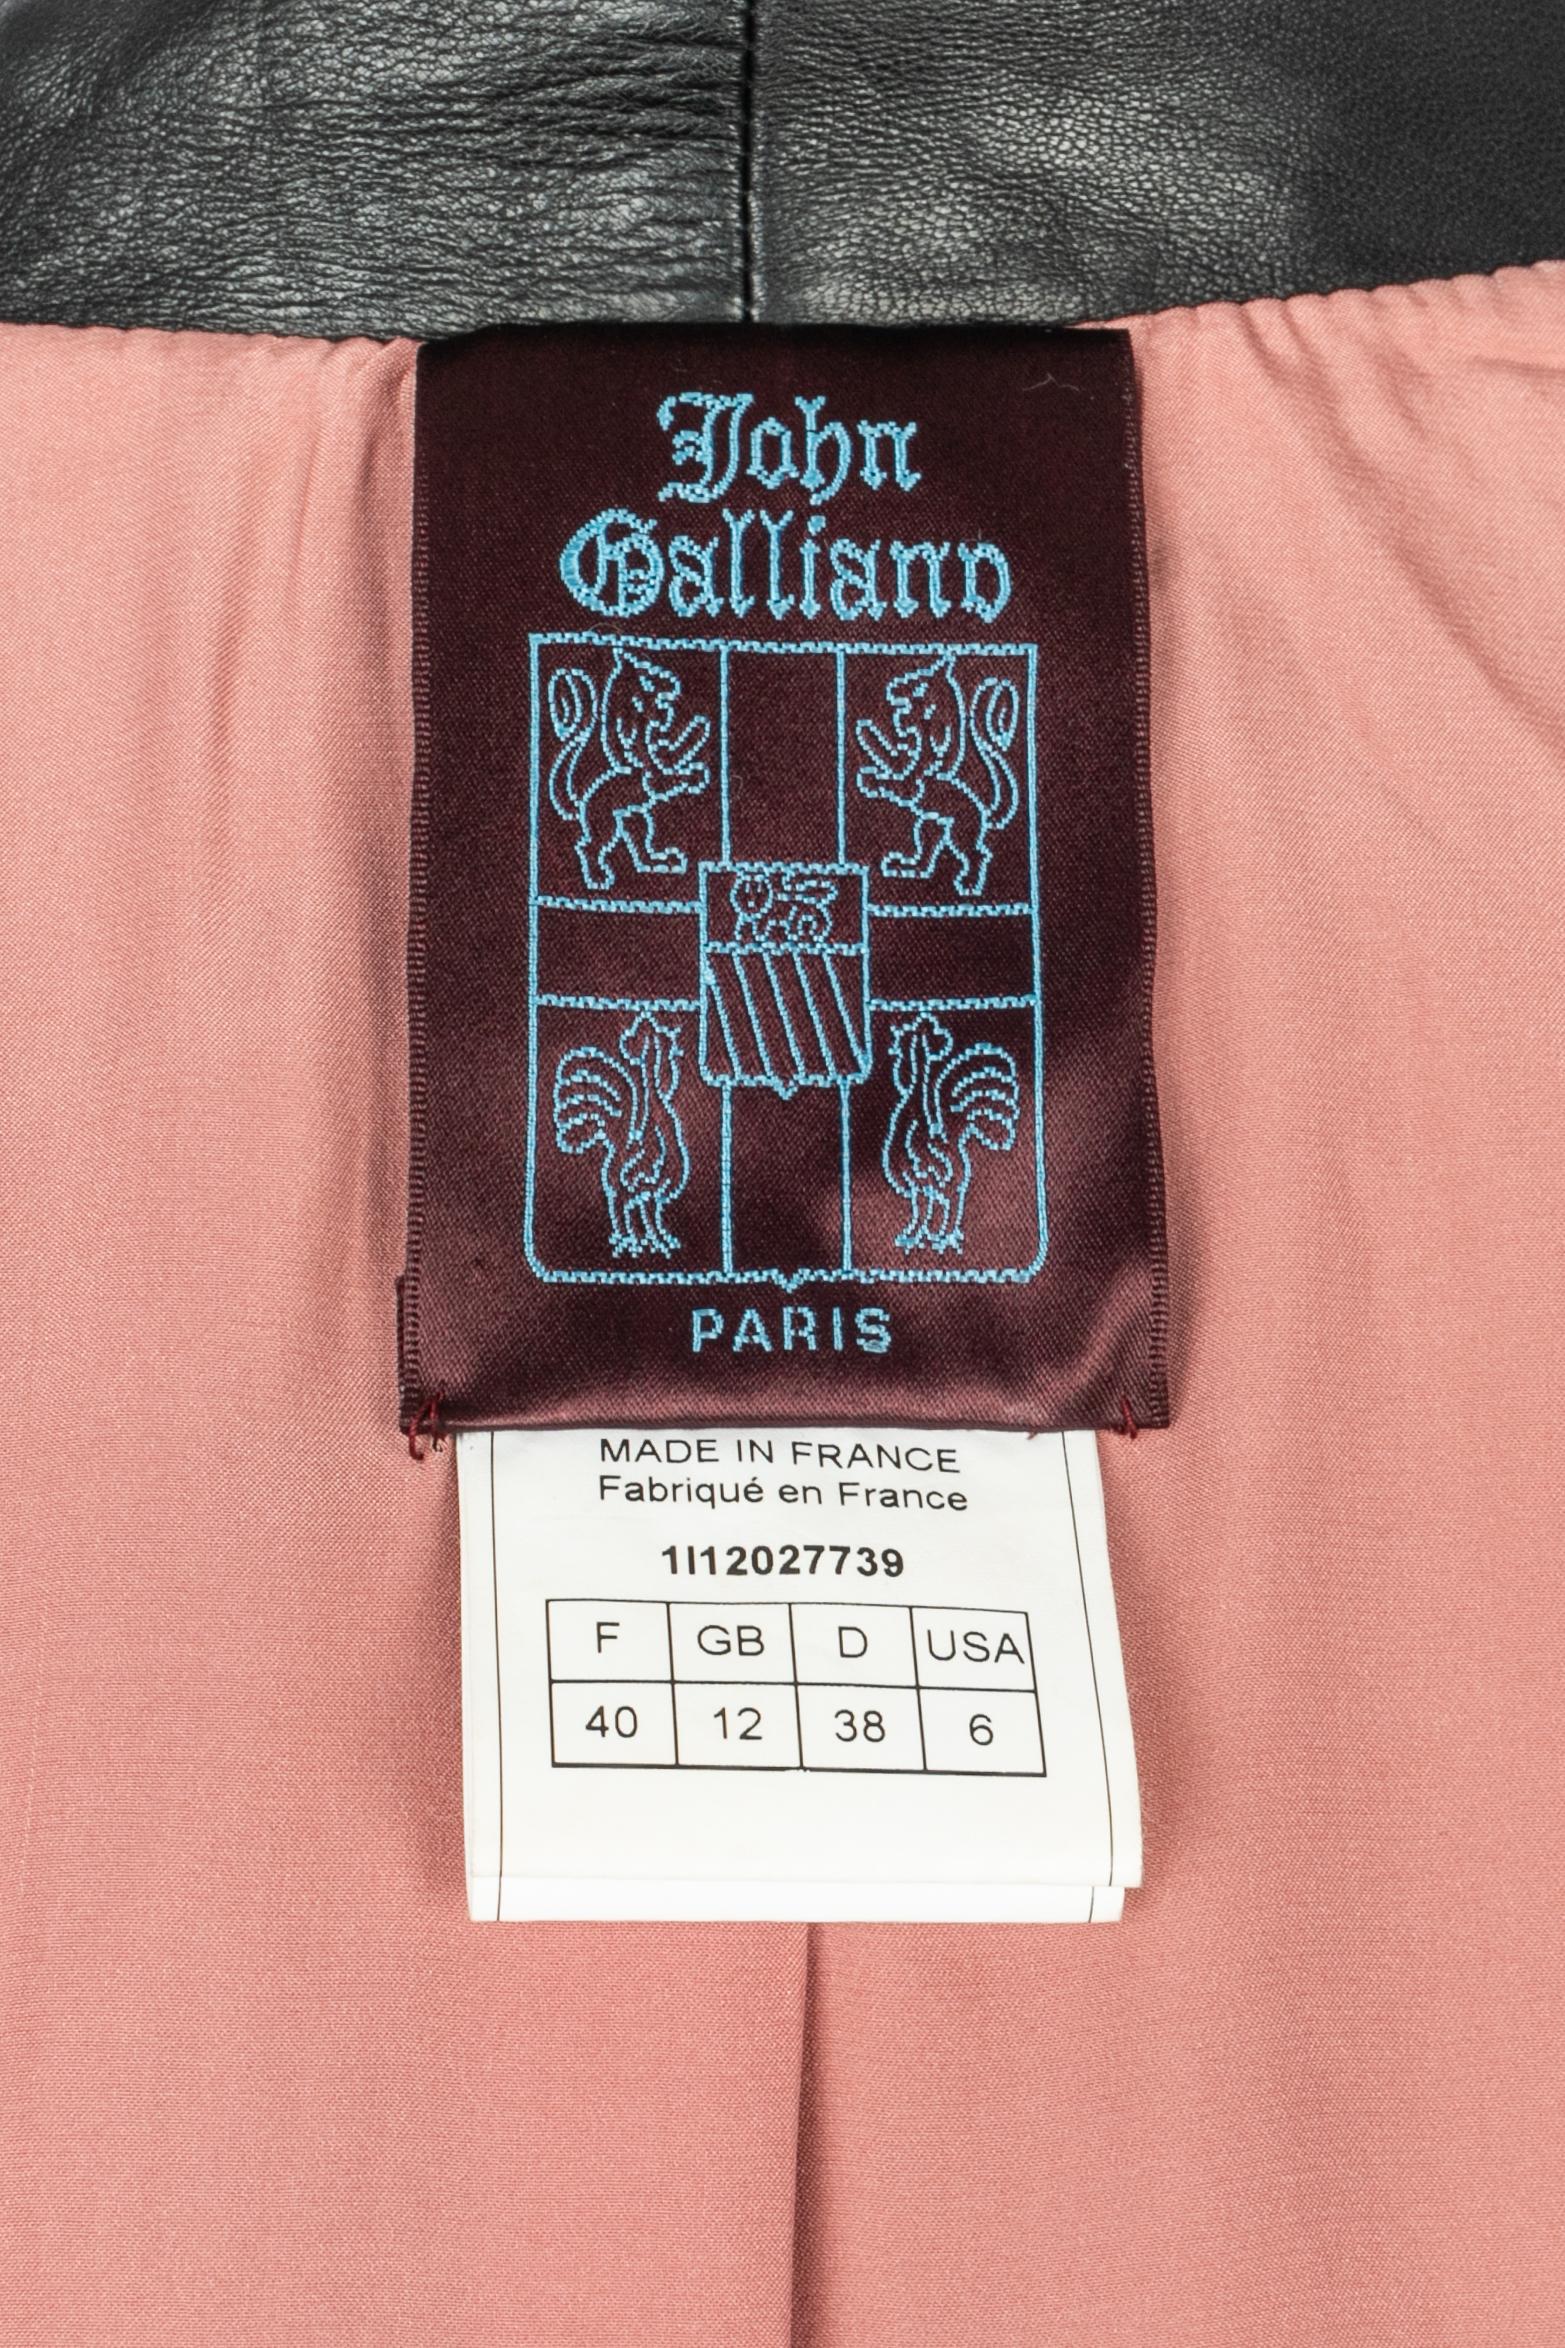 John
Galliano
PARIS
MADE IN FRANCE
Fabriqué en France
1I12027739
F GB D USA
40 12 38 6